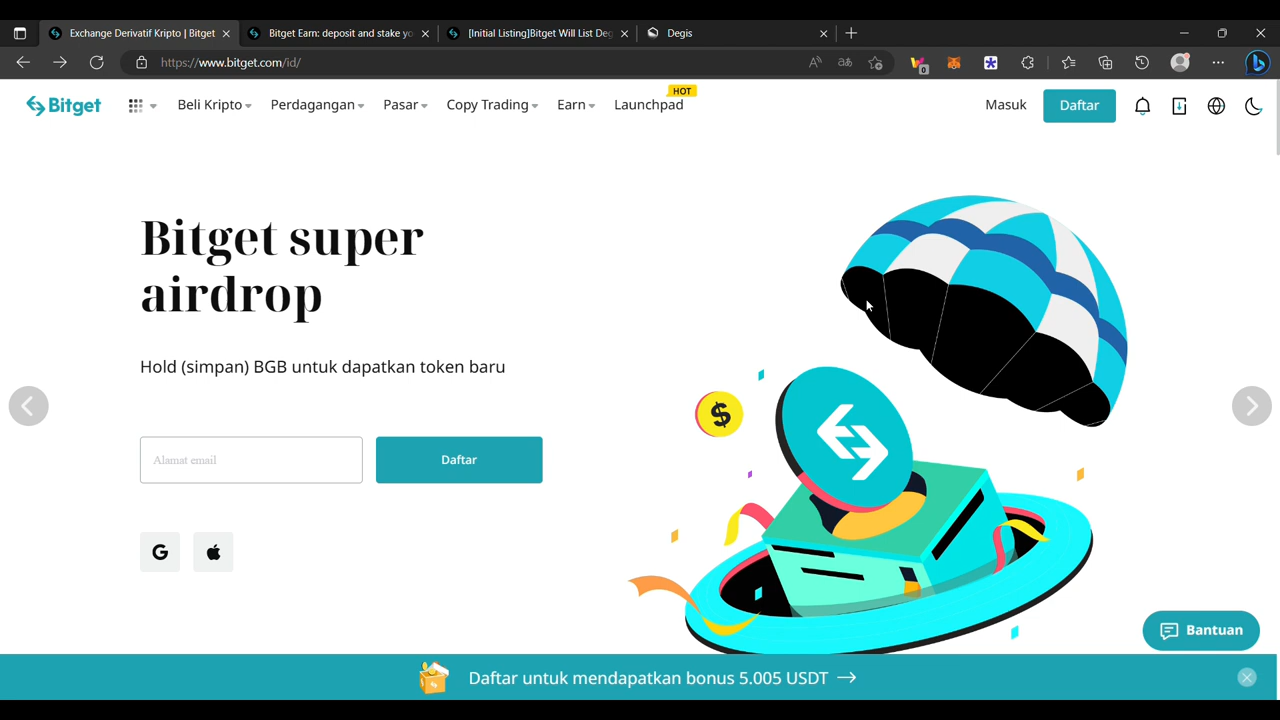 Exchange Derivatif Kripto | Bitget
Bitget Earn: deposit and stake yo
[Initial Listing]Bitget Will List Deg
Degis
https://www.bitget.com/id/
0
Bitget
Beli Kripto
Perdagangan
Pasar
Copy Trading
Earn
Launchpad
HOT
Masuk
Daftar
Bitget super
airdrop
Hold (simpan) BGB untuk dapatkan token baru
Alamat email
Daftar
G
$
Bantuan
Daftar untuk mendapatkan bonus 5.005 USDT →